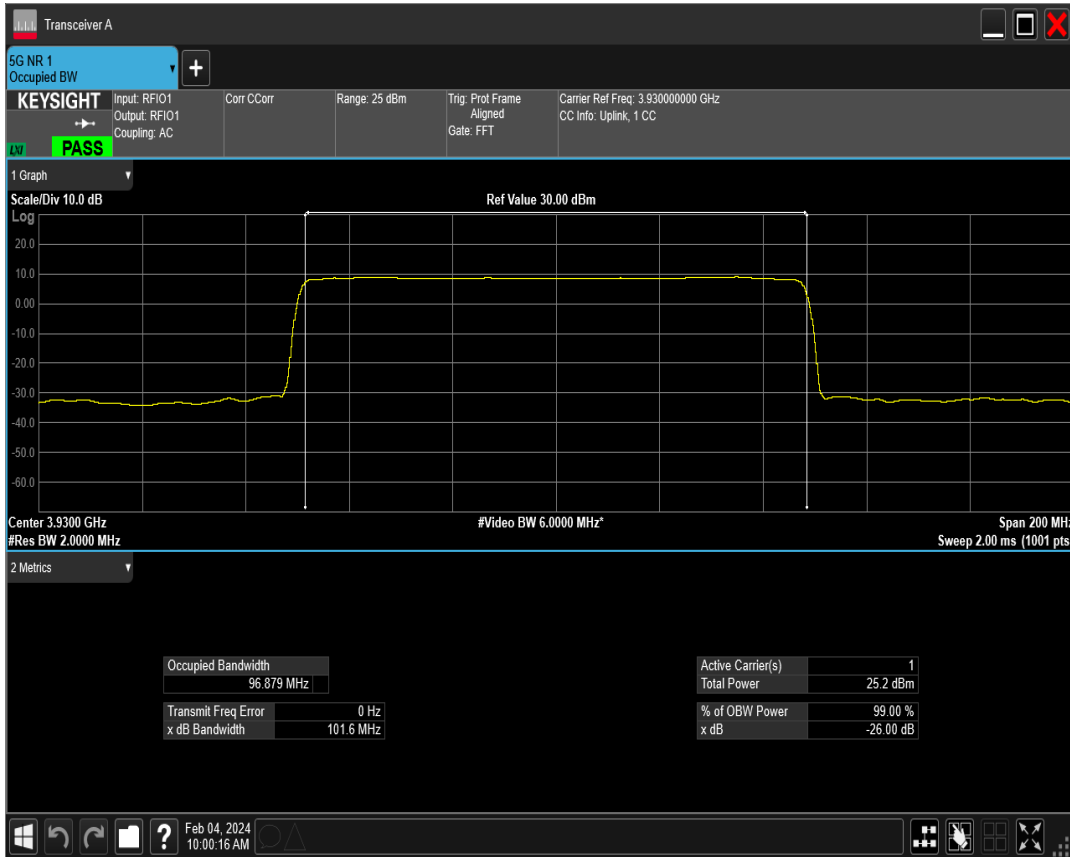 Transceiver A
5G NR 1
Occupied BW
KEYSIGHT
LXI
PASS
Input: RFIO1
Output: RFIO1
Coupling: AC
Corr CCorr
Range: 25 dBm
Trig: Prot Frame
Aligned
Gate: FFT
Carrier Ref Freq: 3.930000000 GHz
CC Info: Uplink, 1 CC
1 Graph
Scale/Div 10.0 dB
Ref Value 30.00 dBm
Log
20.0
10.0
0.00
-10.0
-20.0
-30.0
-40.0
-50.0
-60.0
Center 3.9300 GHz
#Video BW 6.0000 MHz*
Span 200 MHz
#Res BW 2.0000 MHz
Sweep 2.00 ms (1001 pts
2 Metrics
Occupied Bandwidth
96.879 MHz
Transmit Freq Error 0 Hz
x dB Bandwidth 101.6 MHz
Active Carrier(s) 1
Total Power 25.2 dBm
% of OBW Power 99.00 %
x dB -26.00 dB
Feb 04, 2024
10:00:16 AM